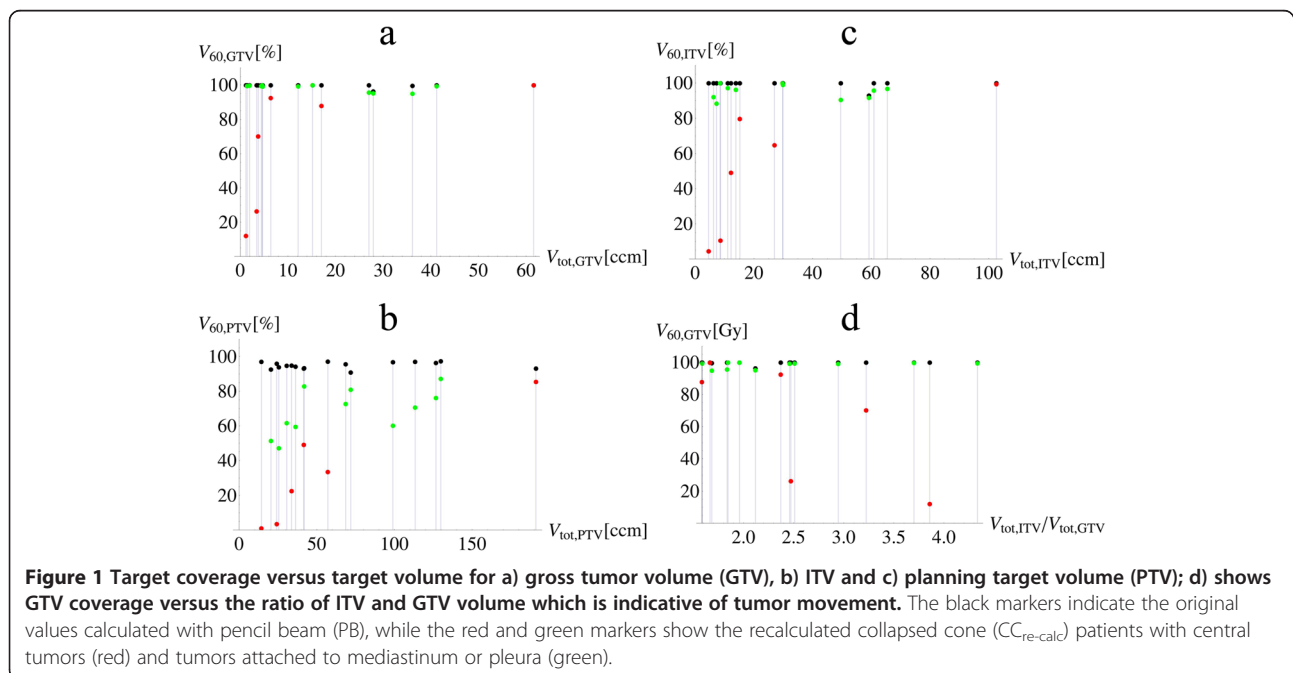 a
V60,GTV[%]
100
80
60
40
20
0 10 20 30 40 50 60
Vtot,GTV[ccm]
c
V60,ITV[%]
100
80
60
40
20
0 20 40 60 80 100
Vtot,ITV[ccm]
b
V60,PTV[%]
100
80
60
40
20
0 50 100 150
Vtot,PTV[ccm]
d
V60,GTV[Gy]
100
80
60
40
20
2.0 2.5 3.0 3.5 4.0
Vtot,ITV/Vtot,GTV
Figure 1 Target coverage versus target volume for a) gross tumor volume (GTV), b) ITV and c) planning target volume (PTV); d) shows
GTV coverage versus the ratio of ITV and GTV volume which is indicative of tumor movement. The black markers indicate the original
values calculated with pencil beam (PB), while the red and green markers show the recalculated collapsed cone (CCre-calc) patients with central
tumors (red) and tumors attached to mediastinum or pleura (green).